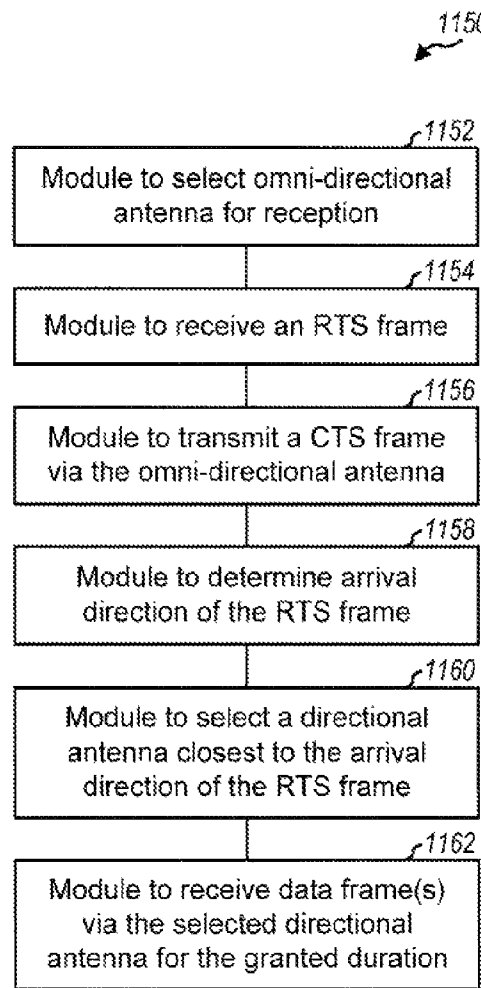 1150
1152
Module to select omni-directional
antenna for reception
1154
Module to receive an RTS frame
1156
Module to transmit a CTS frame
via the omni-directional antenna
1158
Module to determine arrival
direction of the RTS frame
1160
Module to select a directional
antenna closest to the arrival
direction of the RTS frame
1162
Module to receive data frame(s)
via the selected directional
antenna for the granted duration